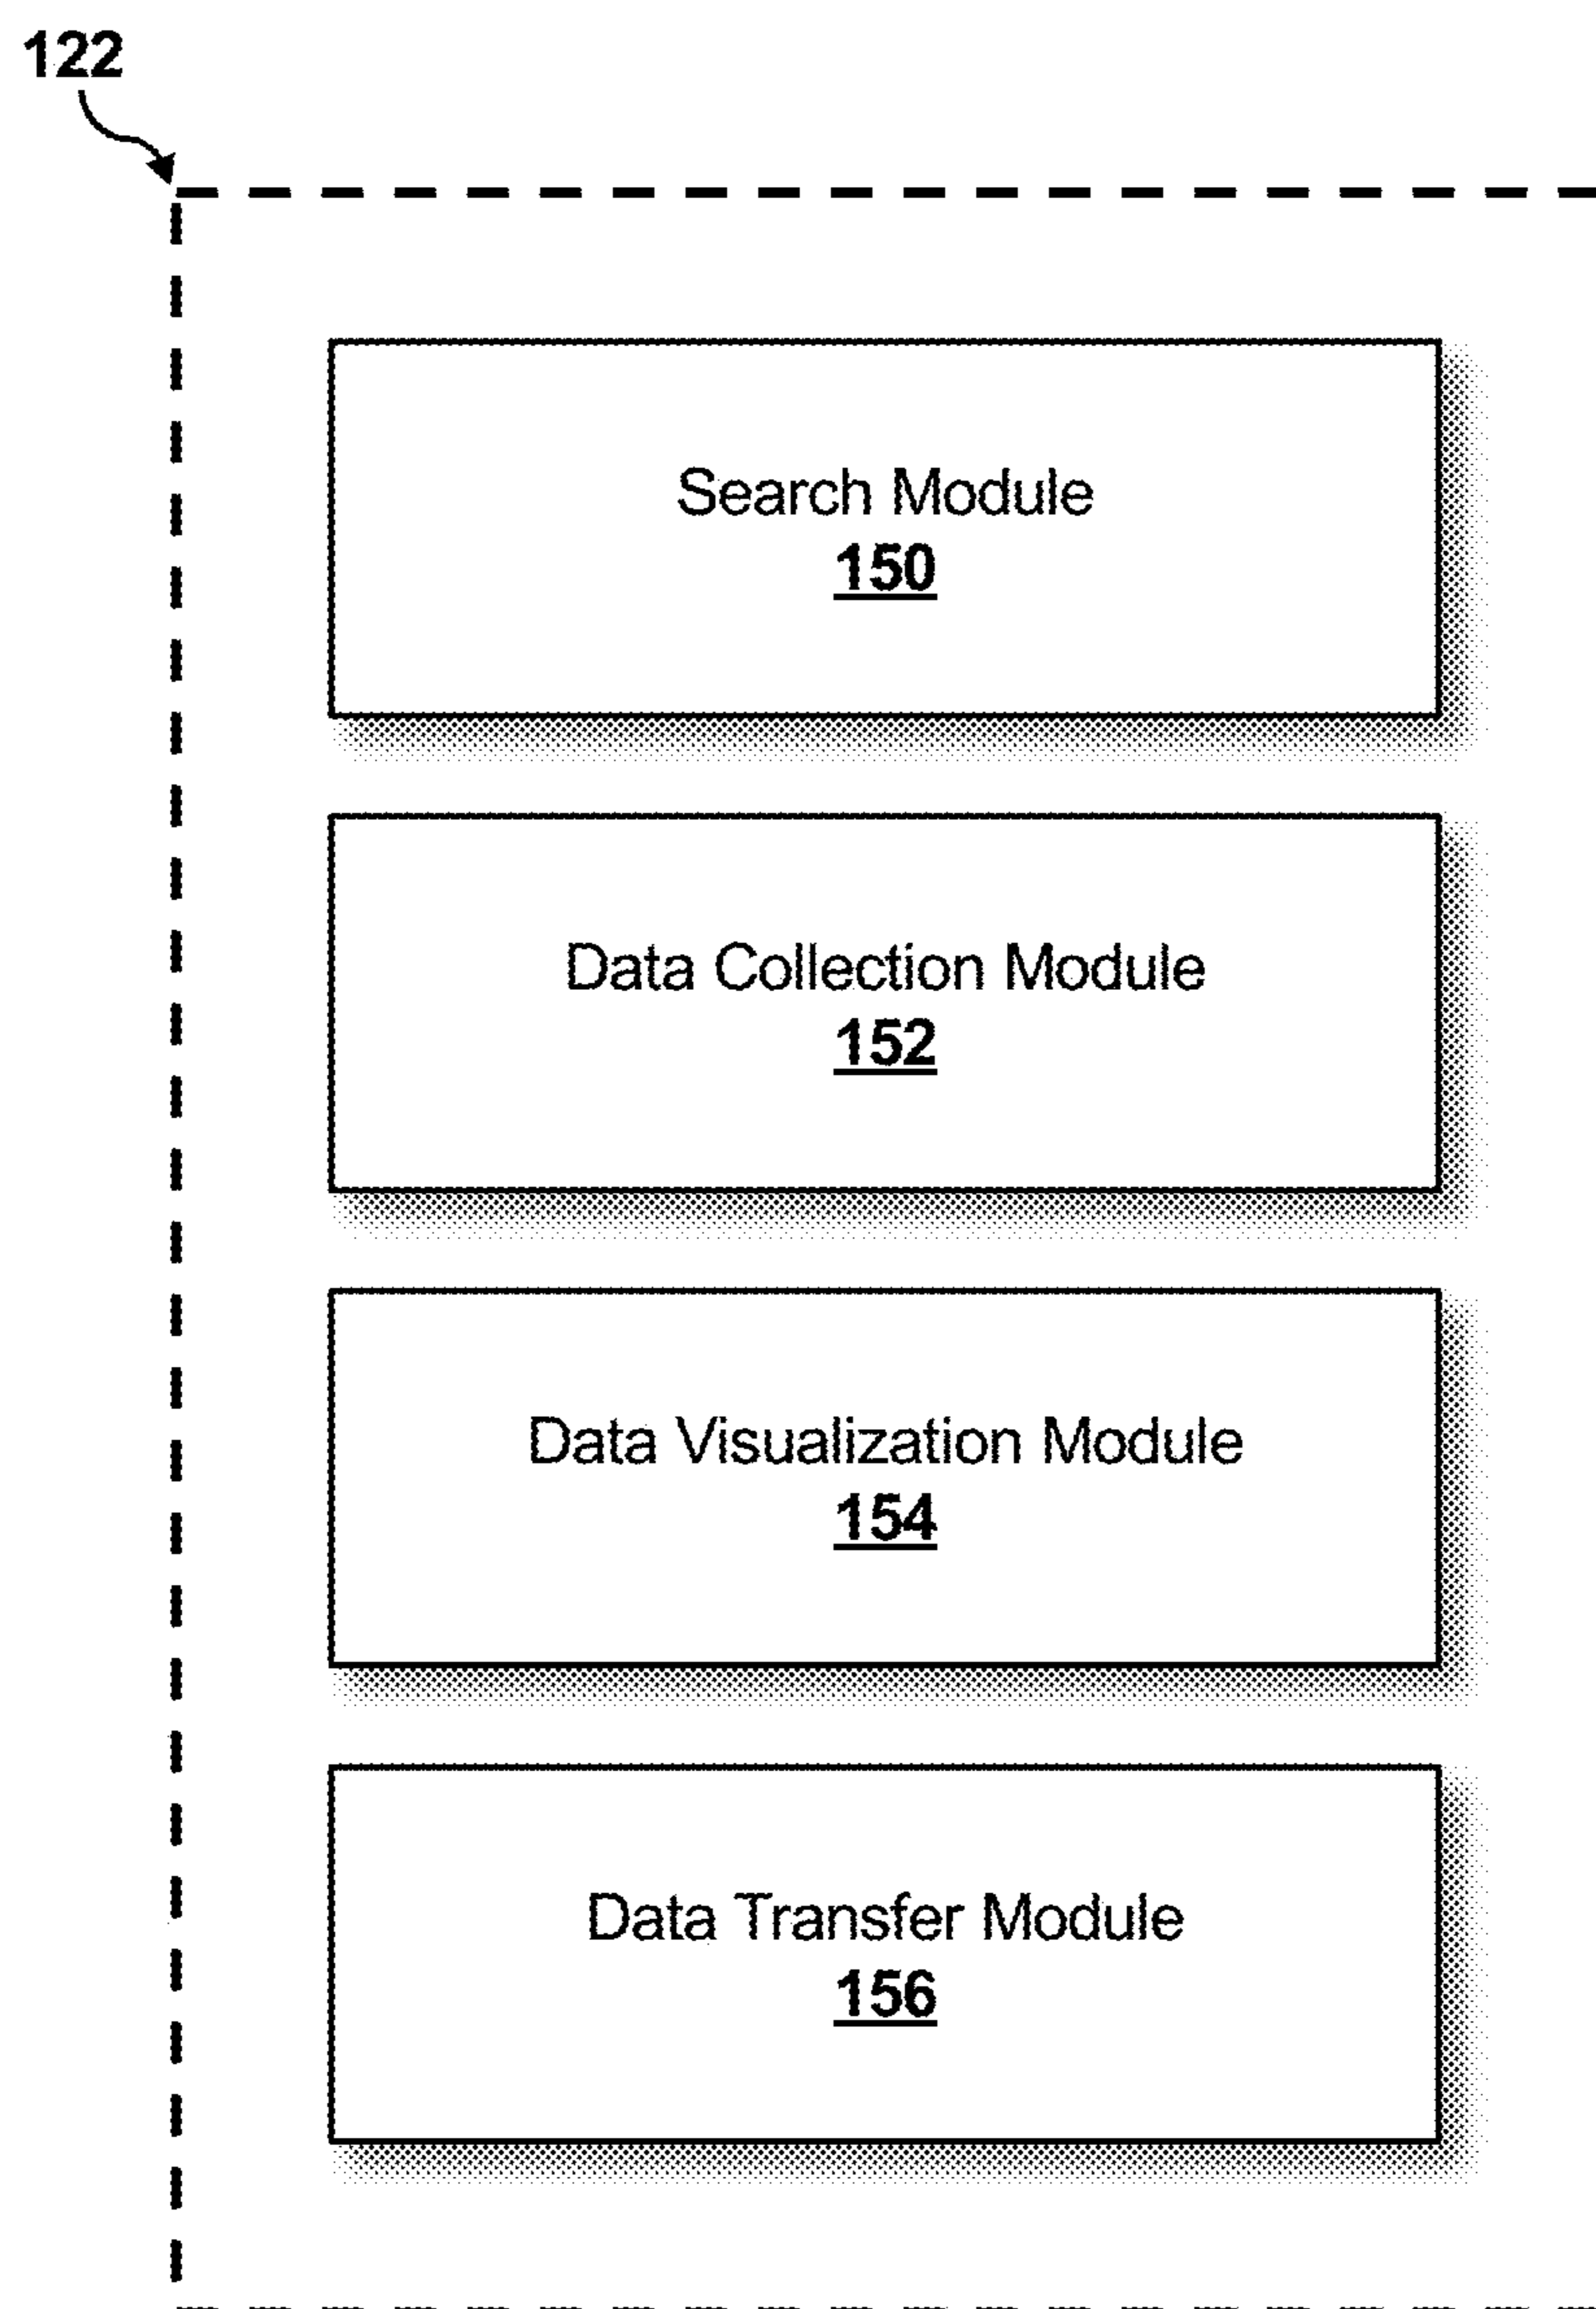 122
Search Module
150
Data Collection Module
152
Data Visualization Module
154
Data Transfer Module
156